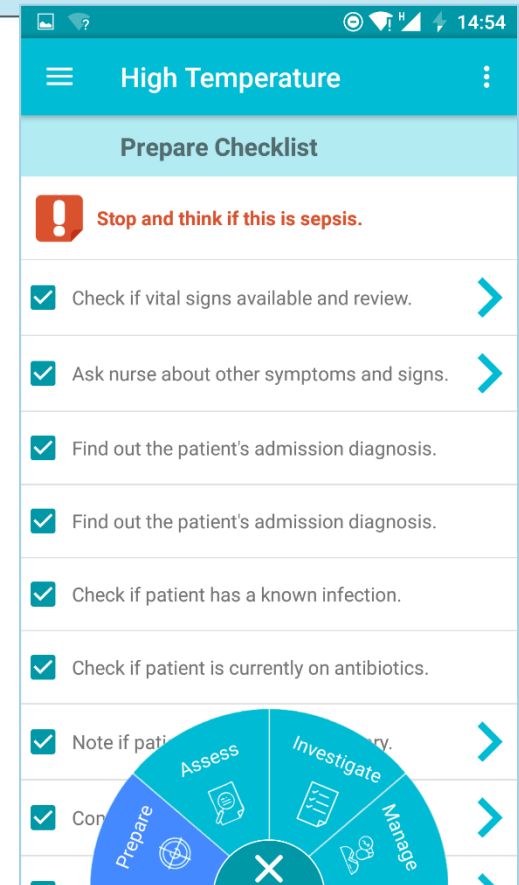 ? H 14:54
High Temperature
Prepare Checklist
Stop and think if this is sepsis.
Check if vital signs available and review.
Ask nurse about other symptoms and signs.
Find out the patient's admission diagnosis.
Find out the patient's admission diagnosis.
Check if patient has a known infection.
Check if patient is currently on antibiotics.
Note if
Assess
Investigate
Prepare
Manage